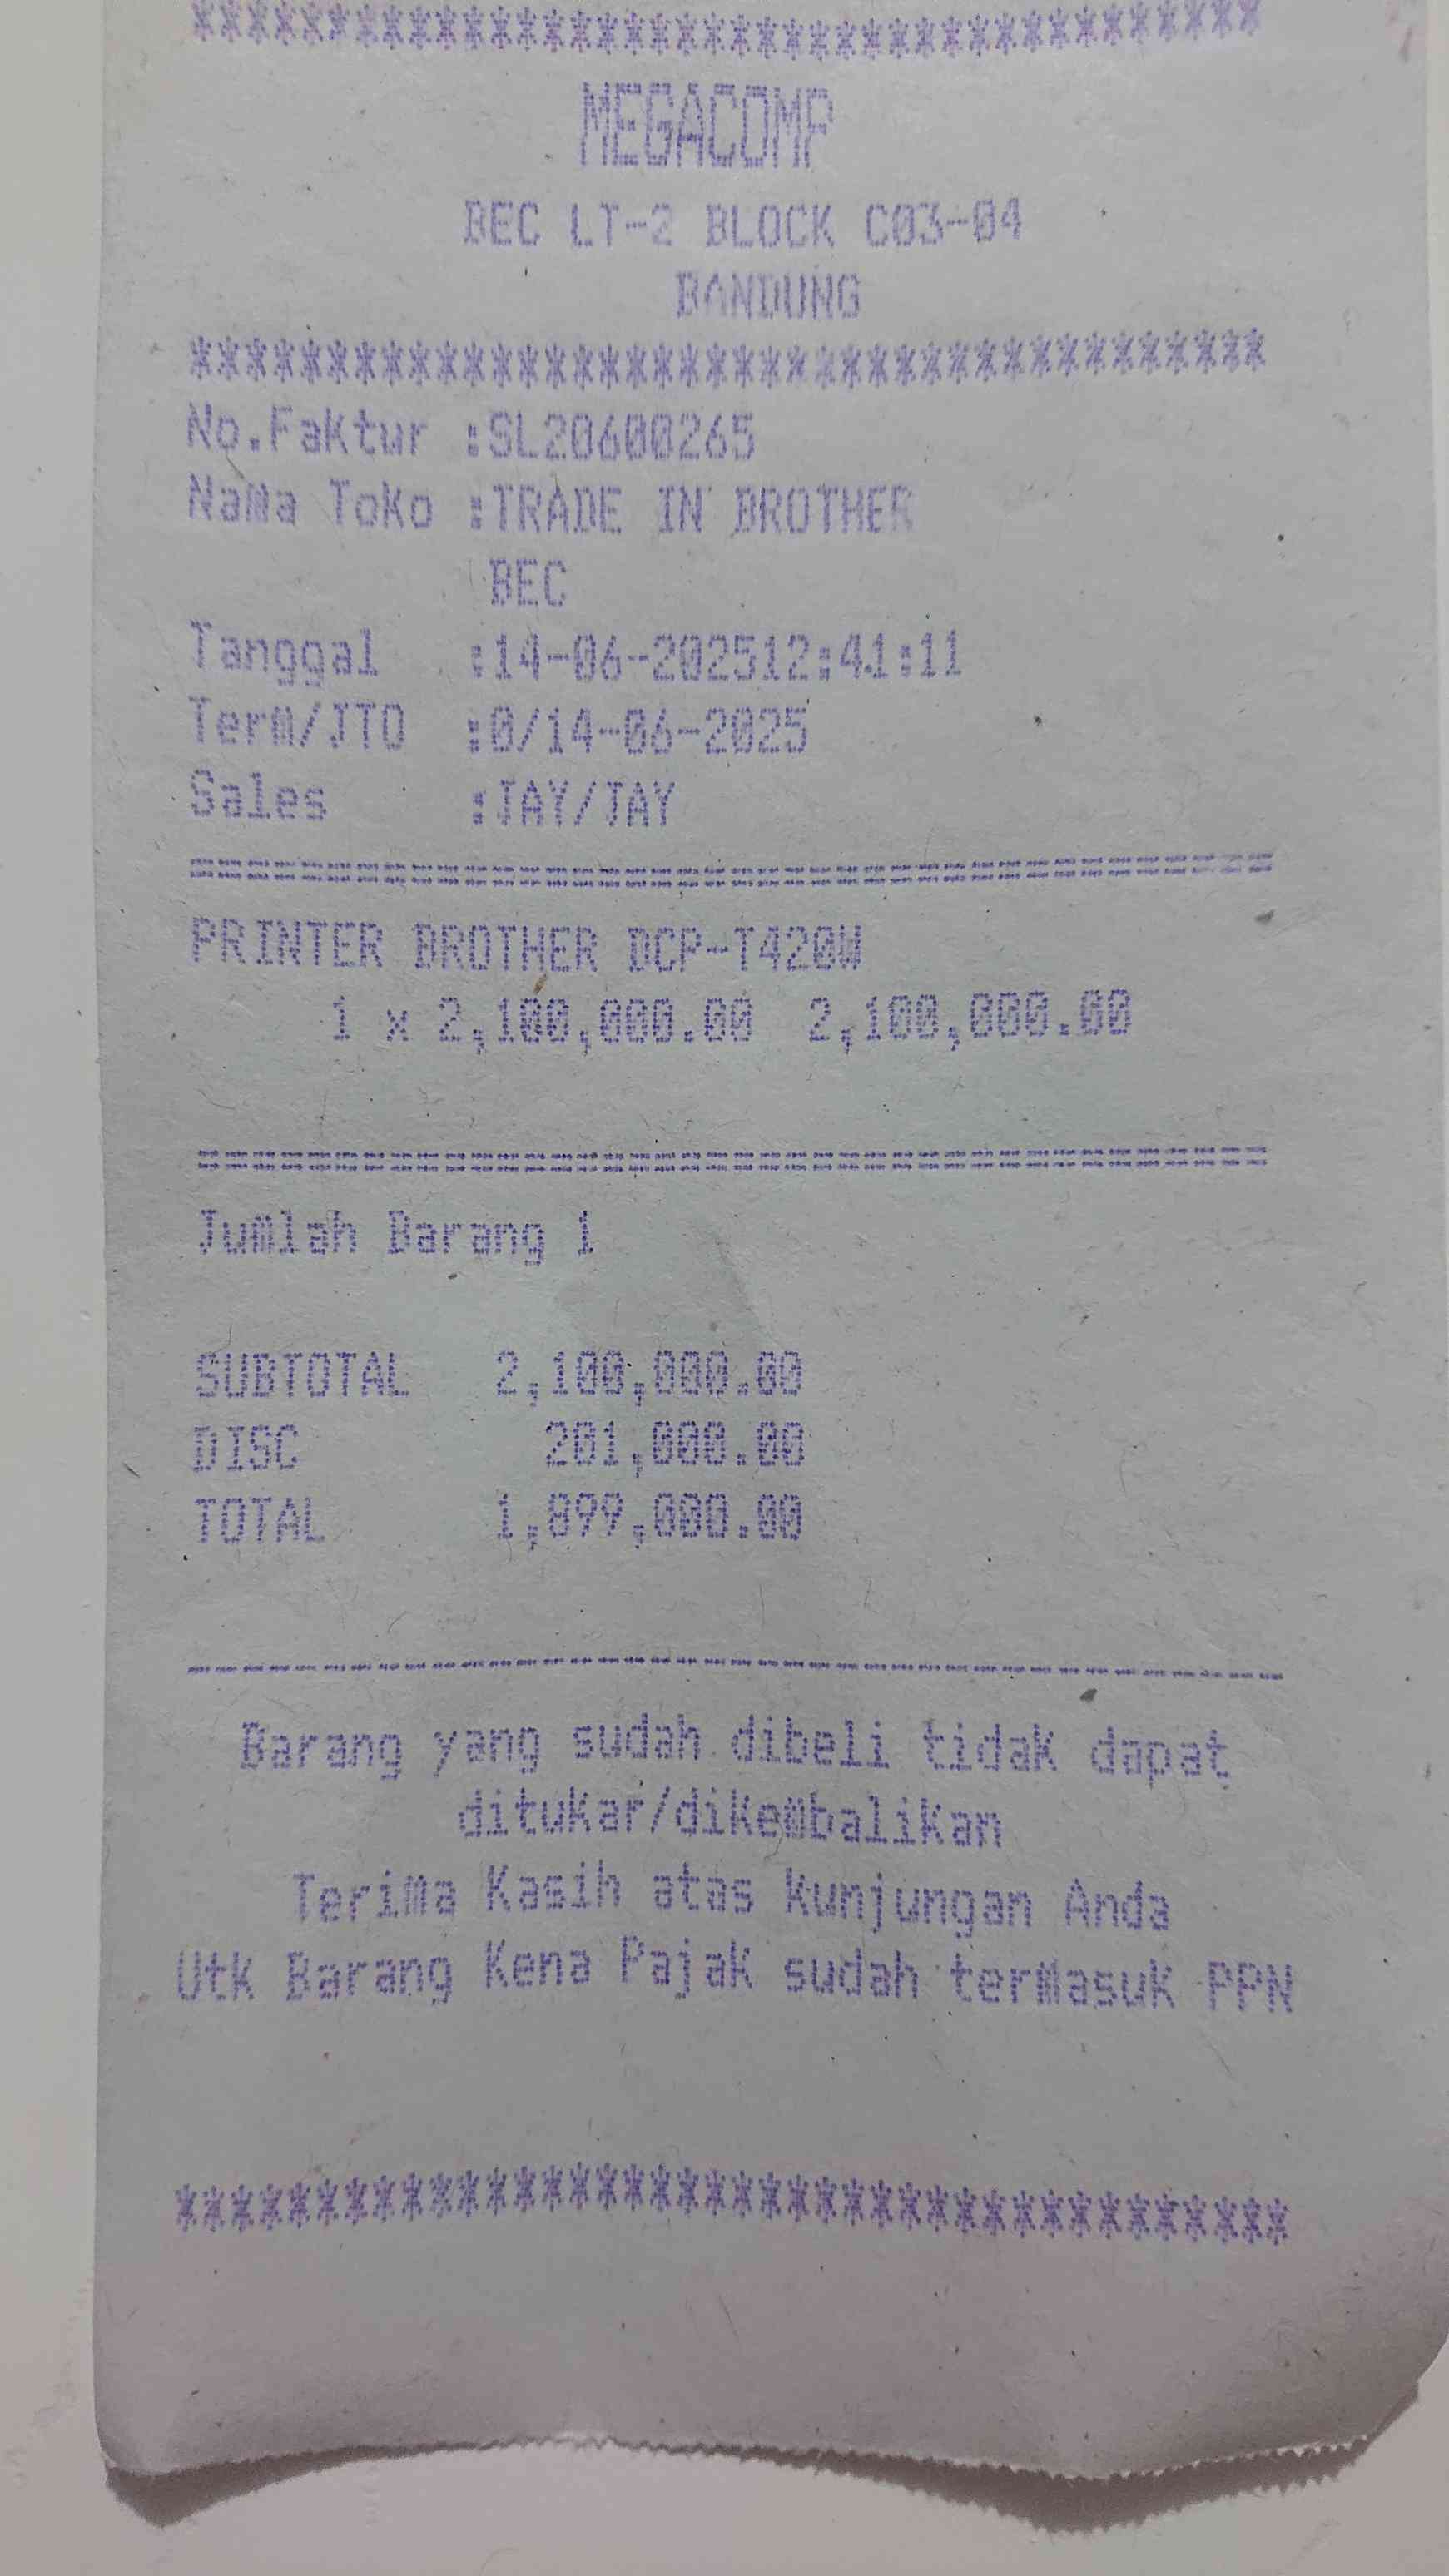 ****************************************
MEGACOMP
BEC LT-2 BLOCK C03-04
BANDUNG
****************************************
No.Faktur :SL20600265
Nama Toko :TRADE IN BROTHER
BEC
Tanggal :14-06-202512:41:11
Term/JTO :0/14-06-2025
Sales :JAY/JAY
========================================
PRINTER BROTHER DCP-T420W
1 x 2,100,000.00 2,100,000.00
========================================
Jumlah Barang 1
SUBTOTAL 2,100,000.00
DISC 201,000.00
TOTAL 1,899,000.00
----------------------------------------
Barang yang sudah dibeli tidak dapat
ditukar/dikembalikan
Terima Kasih atas Kunjungan Anda
Utk Barang Kena Pajak sudah termasuk PPN
****************************************